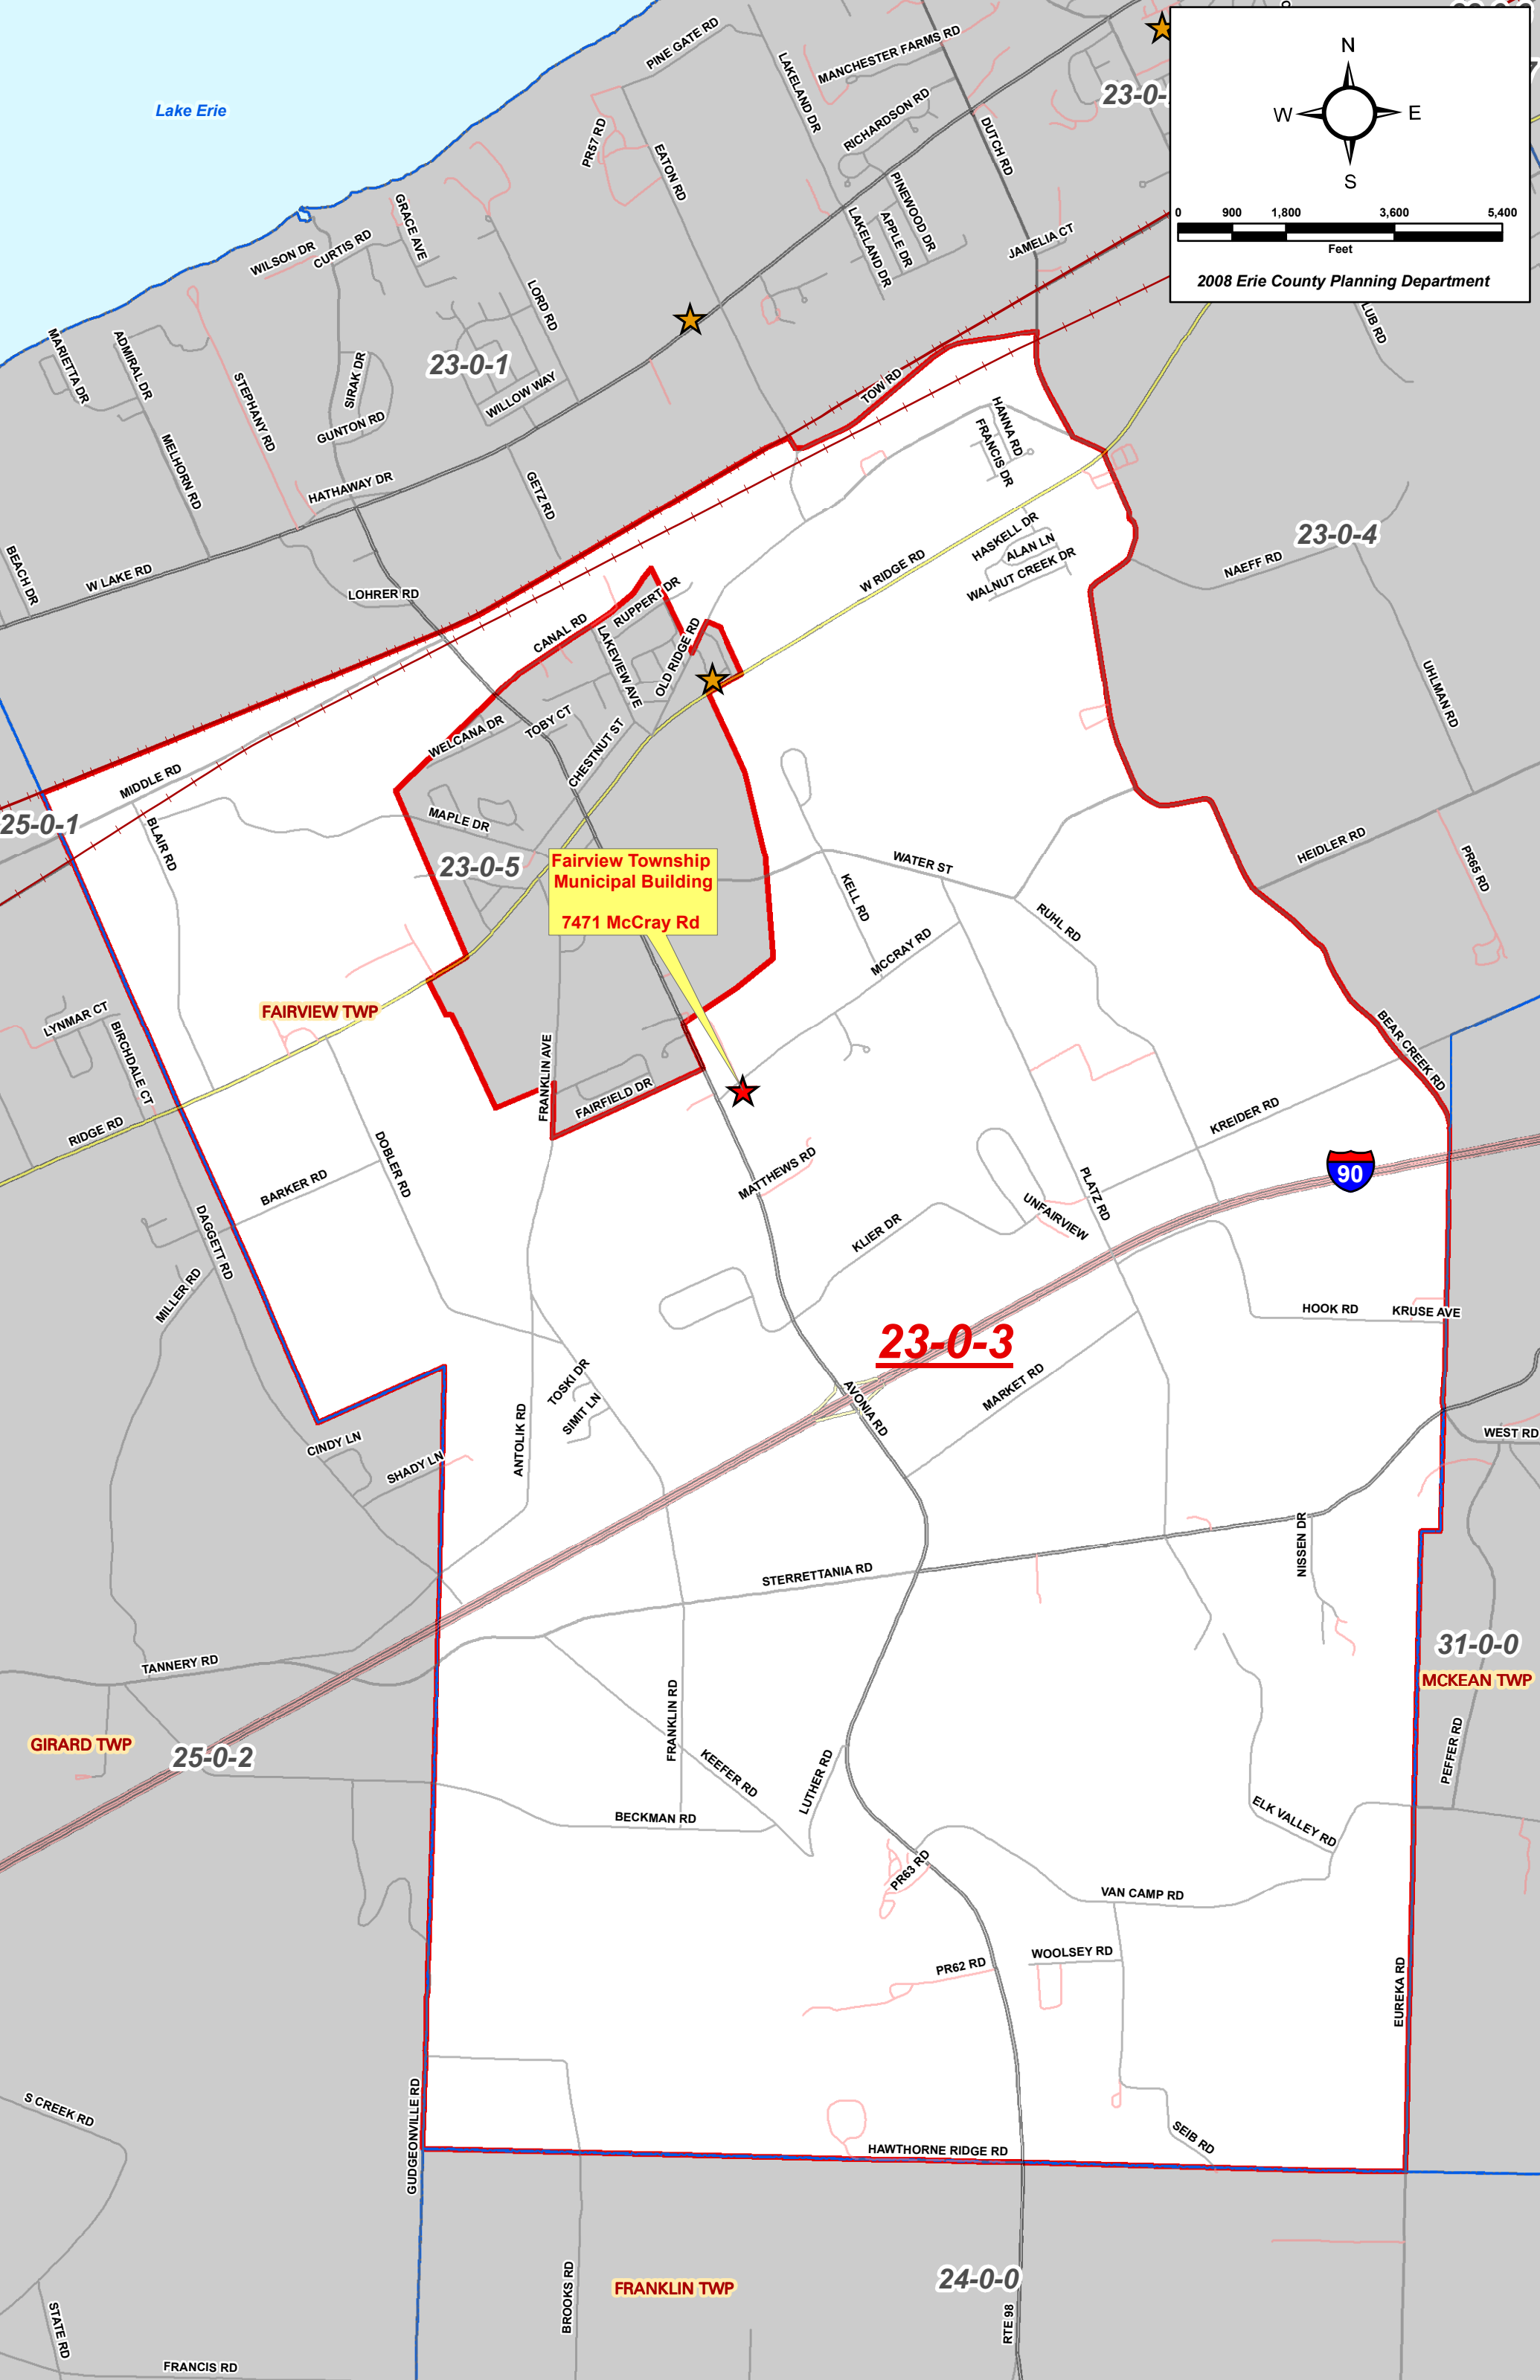 Lake Erie
PINE GATE RD
LAKELAND DR
MANCHESTER FARMS RD
RICHARDSON RD
DUTCH RD
23-0-
PR57 RD
EATON RD
PINEWOOD DR
APPLE DR
LAKELAND DR
JAMELIA CT
N
W
E
S
0 900 1,800 3,600 5,400
Feet
2008 Erie County Planning Department
GRACE AVE
WILSON DR
CURTIS RD
LORD RD
23-0-1
MARIETTA DR
ADMIRAL DR
STEPHANY RD
SIRAK DR
WILLOW WAY
GUNTON RD
MELHORN RD
HATHAWAY DR
GETZ RD
TOW RD
HANNA RD
FRANCIS DR
LUB RD
BEACH DR
W LAKE RD
LOHRER RD
W RIDGE RD
HASKELL DR
ALAN LN
WALNUT CREEK DR
23-0-4
NAEFF RD
UHLMAN RD
CANAL RD
RUPPERT DR
LAKEVIEW AVE
OLD RIDGE RD
WELCANA DR
TOBY CT
CHESTNUT ST
MIDDLE RD
25-0-1
BLAIR RD
MAPLE DR
23-0-5
Fairview Township
Municipal Building
7471 McCray Rd
WATER ST
KELL RD
MCCRAY RD
RUHL RD
HEIDLER RD
PR65 RD
FAIRVIEW TWP
LYNMAR CT
BIRCHDALE CT
FRANKLIN AVE
FAIRFIELD DR
BEAR CREEK RD
RIDGE RD
KREIDER RD
BARKER RD
DOBLER RD
MATTHEWS RD
PLATZ RD
90
UNFAIRVIEW
KLIER DR
DAGGETT RD
MILLER RD
HOOK RD
KRUSE AVE
23-0-3
TOSKI DR
SIMIT LN
ANTOLIK RD
AVONIA RD
MARKET RD
CINDY LN
SHADY LN
WEST RD
NISSEN DR
STERRETTANIA RD
TANNERY RD
31-0-0
MCKEAN TWP
GIRARD TWP
25-0-2
FRANKLIN RD
KEEFER RD
LUTHER RD
PEFFER RD
BECKMAN RD
ELK VALLEY RD
PR63 RD
VAN CAMP RD
WOOLSEY RD
PR62 RD
EUREKA RD
S CREEK RD
GUDGEONVILLE RD
HAWTHORNE RIDGE RD
SEIB RD
24-0-0
FRANKLIN TWP
BROOKS RD
RTE 98
STATE RD
FRANCIS RD